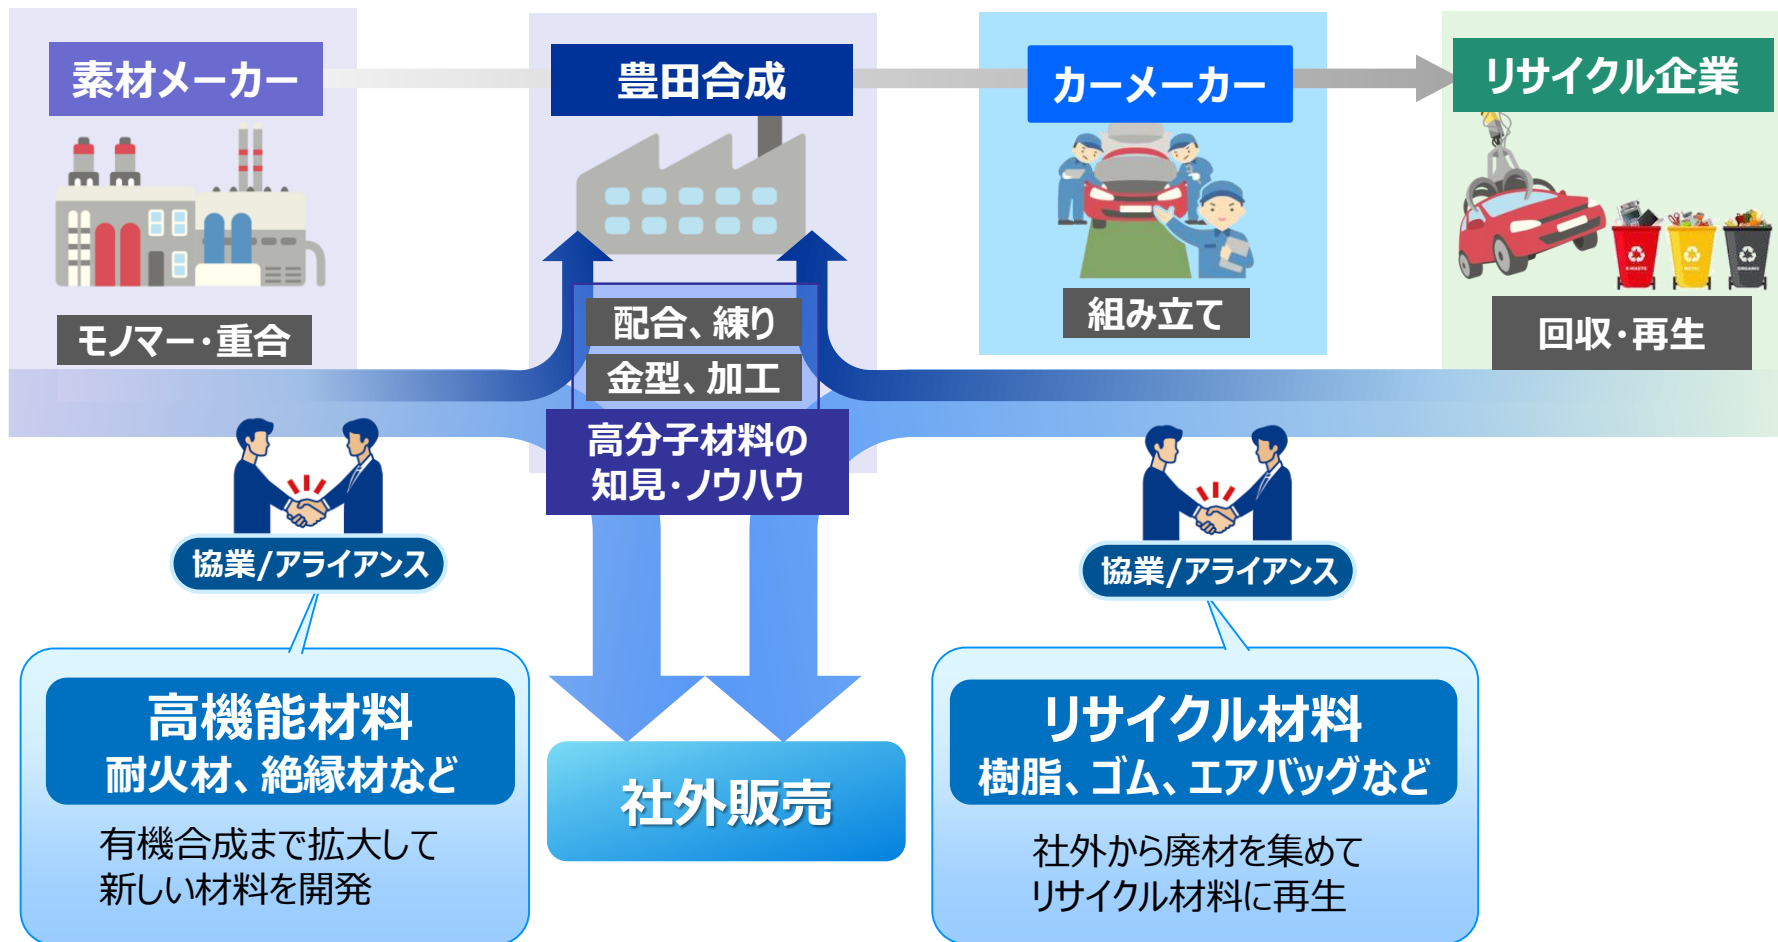 素材メーカー
豊田合成
カーメーカー
リサイクル企業
モノマー・重合
配合、練り
金型、加工
組み立て
回収・再生
高分子材料の
知見・ノウハウ
協業/アライアンス
協業/アライアンス
高機能材料
耐火材、絶縁材など
有機合成まで拡大して
新しい材料を開発
社外販売
リサイクル材料
樹脂、ゴム、エアバッグなど
社外から廃材を集めて
リサイクル材料に再生